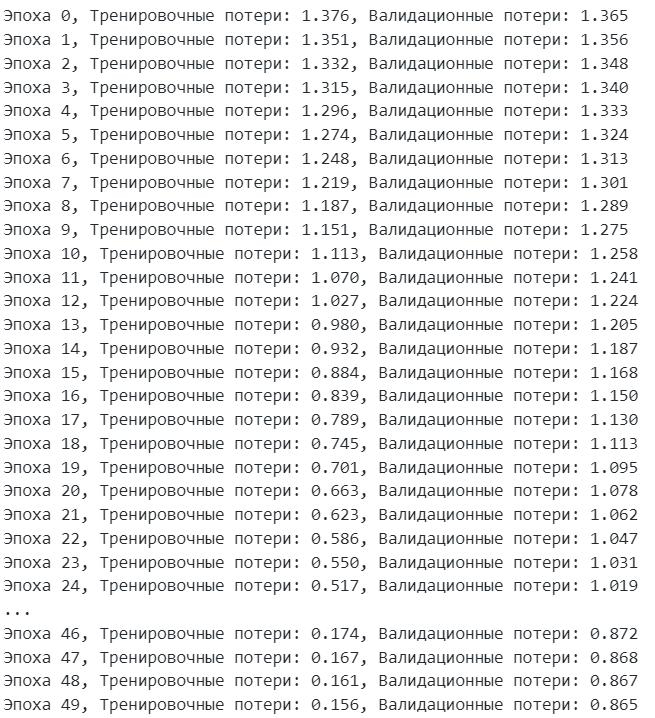 Эпоха 0, Тренировочные потери: 1.376, Валидационные потери: 1.365
Эпоха 1, Тренировочные потери: 1.351, Валидационные потери: 1.356
Эпоха 2, Тренировочные потери: 1.332, Валидационные потери: 1.348
Эпоха 3, Тренировочные потери: 1.315, Валидационные потери: 1.340
Эпоха 4, Тренировочные потери: 1.296, Валидационные потери: 1.333
Эпоха 5, Тренировочные потери: 1.274, Валидационные потери: 1.324
Эпоха 6, Тренировочные потери: 1.248, Валидационные потери: 1.313
Эпоха 7, Тренировочные потери: 1.219, Валидационные потери: 1.301
Эпоха 8, Тренировочные потери: 1.187, Валидационные потери: 1.289
Эпоха 9, Тренировочные потери: 1.151, Валидационные потери: 1.275
Эпоха 10, Тренировочные потери: 1.113, Валидационные потери: 1.258
Эпоха 11, Тренировочные потери: 1.070, Валидационные потери: 1.241
Эпоха 12, Тренировочные потери: 1.027, Валидационные потери: 1.224
Эпоха 13, Тренировочные потери: 0.980, Валидационные потери: 1.205
Эпоха 14, Тренировочные потери: 0.932, Валидационные потери: 1.187
Эпоха 15, Тренировочные потери: 0.884, Валидационные потери: 1.168
Эпоха 16, Тренировочные потери: 0.839, Валидационные потери: 1.150
Эпоха 17, Тренировочные потери: 0.789, Валидационные потери: 1.130
Эпоха 18, Тренировочные потери: 0.745, Валидационные потери: 1.113
Эпоха 19, Тренировочные потери: 0.701, Валидационные потери: 1.095
Эпоха 20, Тренировочные потери: 0.663, Валидационные потери: 1.078
Эпоха 21, Тренировочные потери: 0.623, Валидационные потери: 1.062
Эпоха 22, Тренировочные потери: 0.586, Валидационные потери: 1.047
Эпоха 23, Тренировочные потери: 0.550, Валидационные потери: 1.031
Эпоха 24, Тренировочные потери: 0.517, Валидационные потери: 1.019
...
Эпоха 46, Тренировочные потери: 0.174, Валидационные потери: 0.872
Эпоха 47, Тренировочные потери: 0.167, Валидационные потери: 0.868
Эпоха 48, Тренировочные потери: 0.161, Валидационные потери: 0.867
Эпоха 49, Тренировочные потери: 0.156, Валидационные потери: 0.865